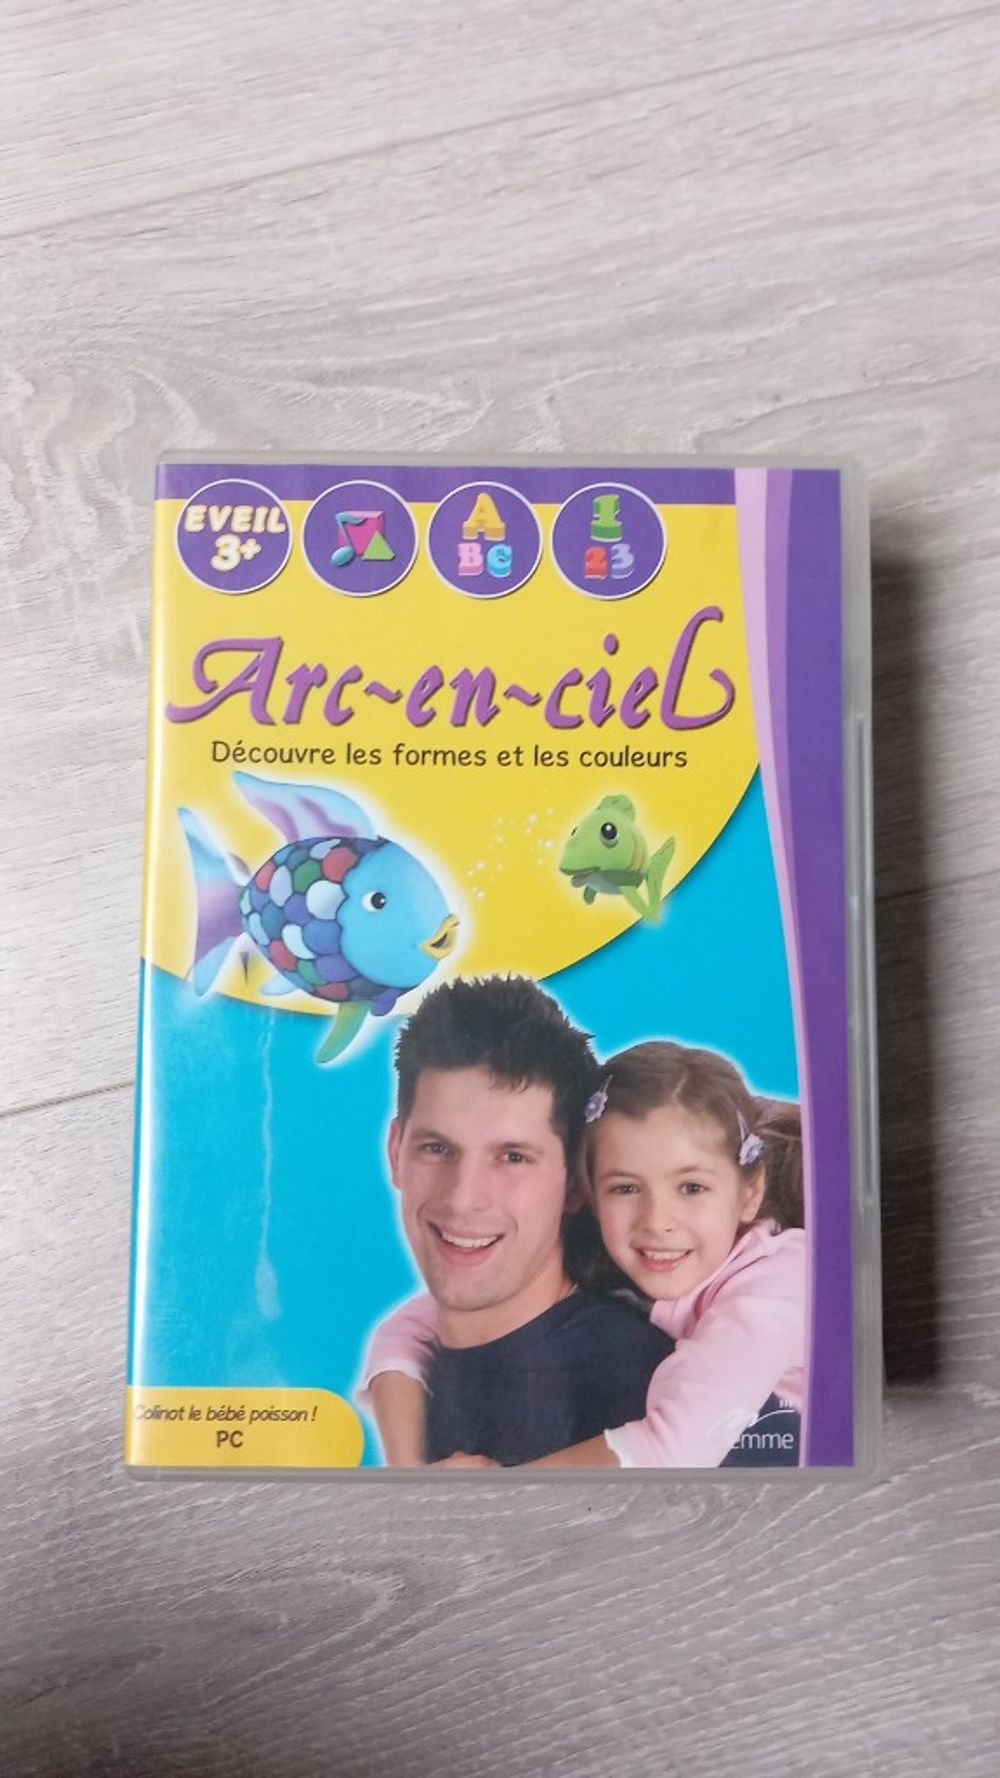 EVEIL
3+
A
BC
1
23
Arc-en-ciel
Découvre les formes et les couleurs
Colinot le bébé poisson !
PC
emme